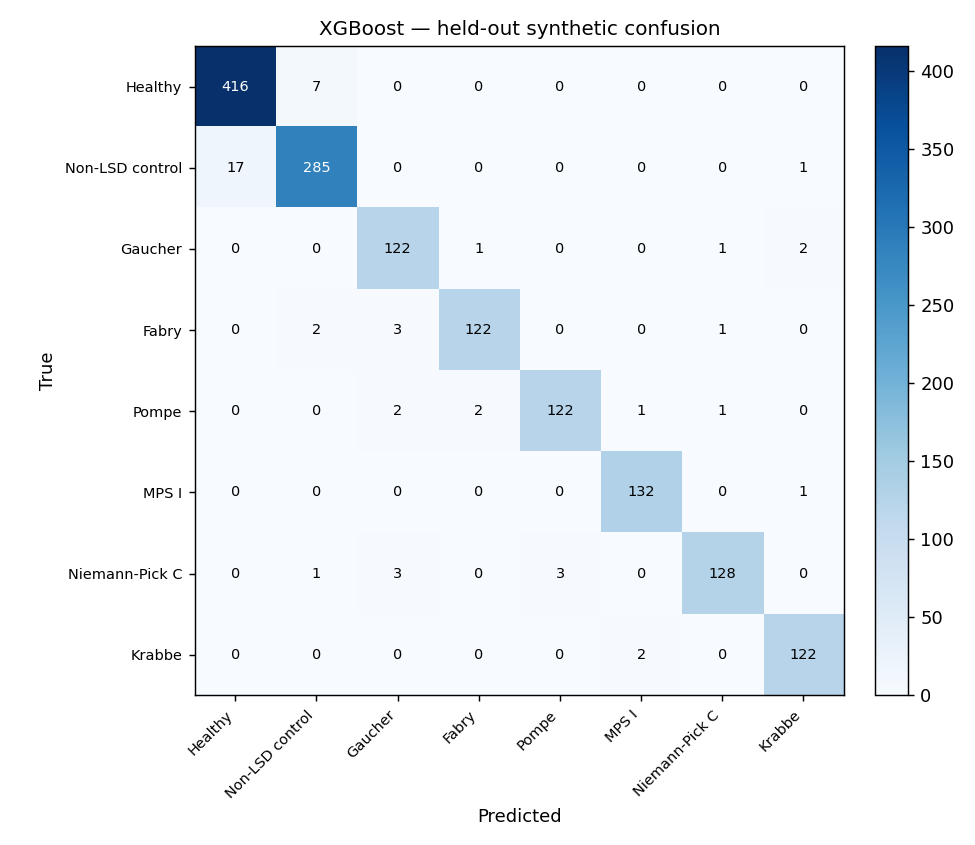 XGBoost — held-out synthetic confusion
Healthy 416 7 0 0 0 0 0 0
Non-LSD control 17 285 0 0 0 0 0 1
Gaucher 0 0 122 1 0 0 1 2
Fabry 0 2 3 122 0 0 1 0
Pompe 0 0 2 2 122 1 1 0
MPS I 0 0 0 0 0 132 0 1
Niemann-Pick C 0 1 3 0 3 0 128 0
Krabbe 0 0 0 0 0 2 0 122
True
Healthy Non-LSD control Gaucher Fabry Pompe MPS I Niemann-Pick C Krabbe
Predicted
400
350
300
250
200
150
100
50
0